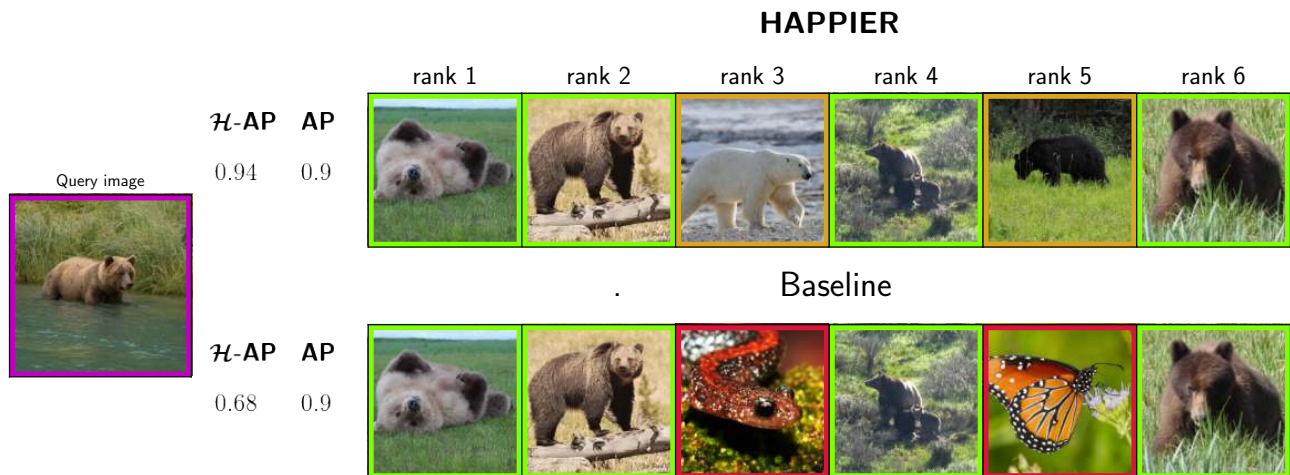 HAPPIER
rank 1 rank 2 rank 3 rank 4 rank 5 rank 6
ℋ-AP AP
0.94 0.9
Query image
. Baseline
ℋ-AP AP
0.68 0.9